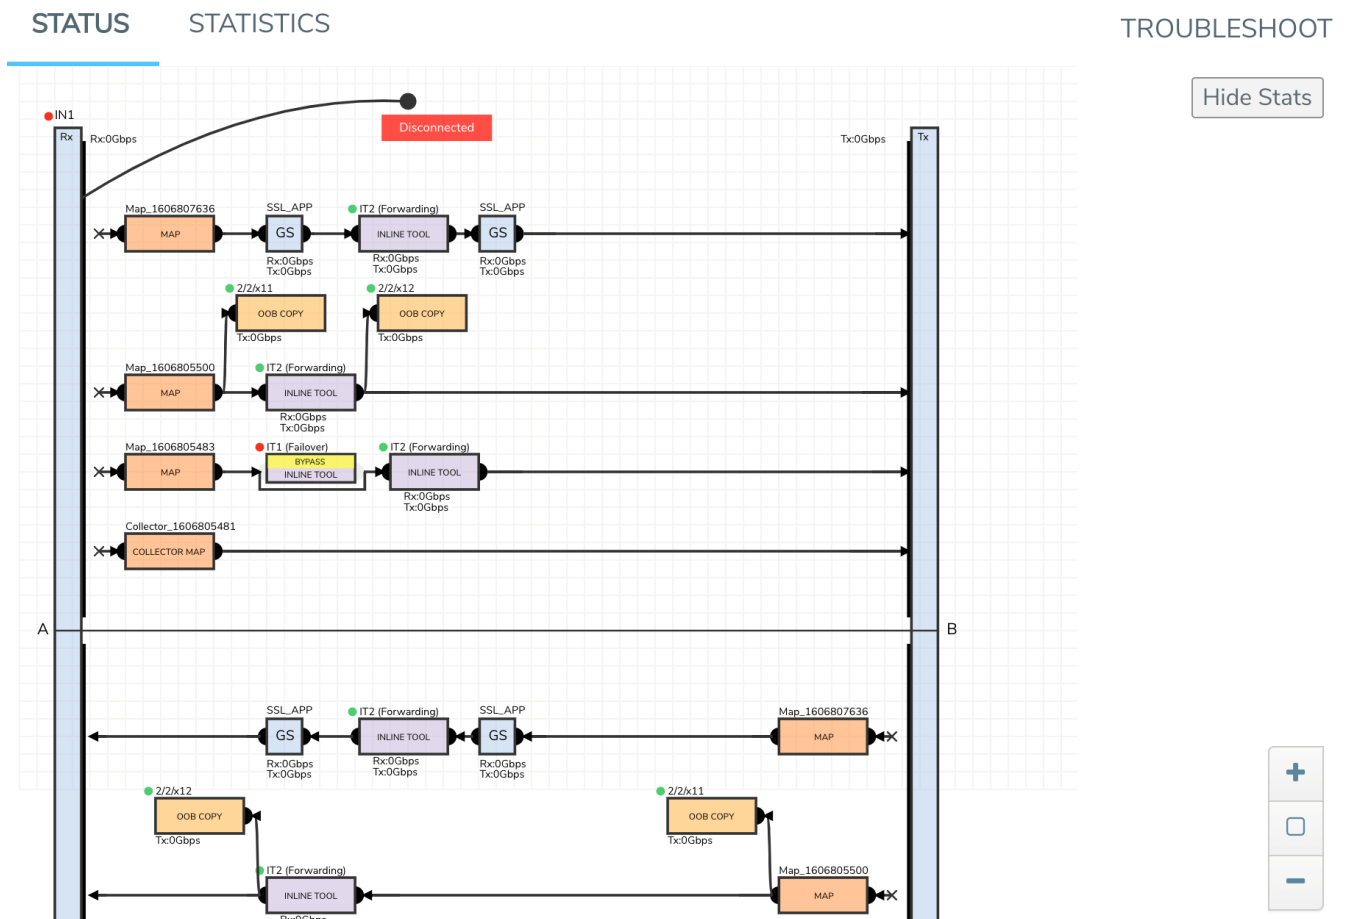 STATUS STATISTICS TROUBLESHOOT
Hide Stats
IN1
Disconnected
Rx Rx:0Gbps Tx:0Gbps Tx
Map_1606807636 SSL_APP IT2 (Forwarding) SSL_APP
MAP GS INLINE TOOL GS
Rx:0Gbps Rx:0Gbps Rx:0Gbps
Tx:0Gbps Tx:0Gbps Tx:0Gbps
2/2/x11 2/2/x12
OOB COPY OOB COPY
Tx:0Gbps Tx:0Gbps
Map_1606805500 IT2 (Forwarding)
MAP INLINE TOOL
Rx:0Gbps
Tx:0Gbps
Map_1606805483 IT1 (Failover) IT2 (Forwarding)
BYPASS
MAP INLINE TOOL INLINE TOOL
Rx:0Gbps
Tx:0Gbps
Collector_1606805481
COLLECTOR MAP
A B
SSL_APP IT2 (Forwarding) SSL_APP Map_1606807636
GS INLINE TOOL GS MAP
Rx:0Gbps Rx:0Gbps Rx:0Gbps
Tx:0Gbps Tx:0Gbps Tx:0Gbps
2/2/x12 2/2/x11
OOB COPY OOB COPY
Tx:0Gbps Tx:0Gbps
IT2 (Forwarding) Map_1606805500
INLINE TOOL MAP
Rx:0Gbps